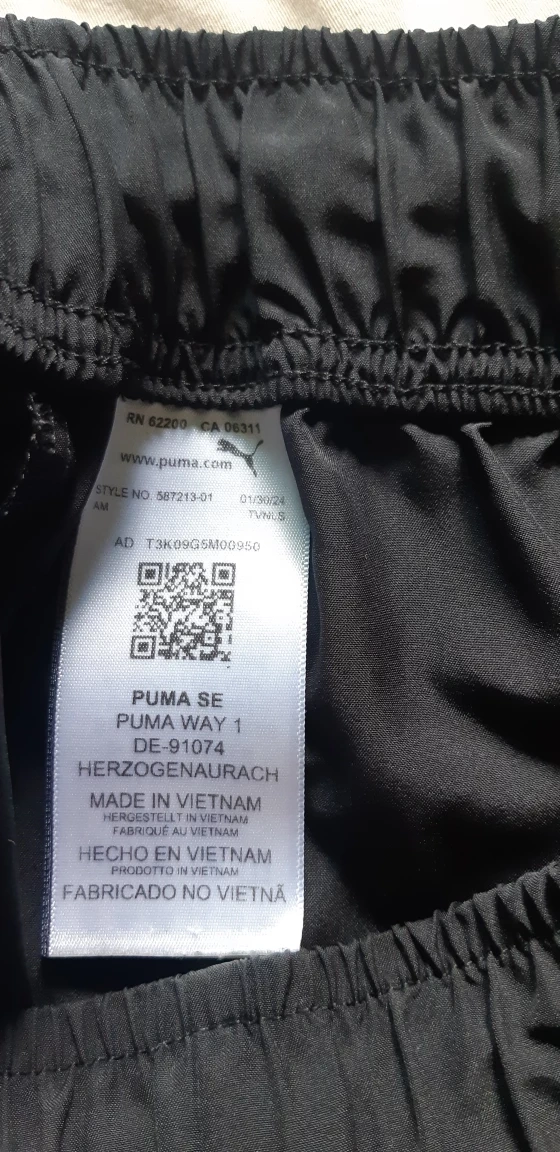 RN 62200 CA 06311
www.puma.com
STYLE NO. 587213-01 01/30/24
AM TVNLS
AD T3K09G5M00950
PUMA SE
PUMA WAY 1
DE-91074
HERZOGENAURACH
MADE IN VIETNAM
HERGESTELLT IN VIETNAM
FABRIQUÉ AU VIETNAM
HECHO EN VIETNAM
PRODOTTO IN VIETNAM
FABRICADO NO VIETNÃ